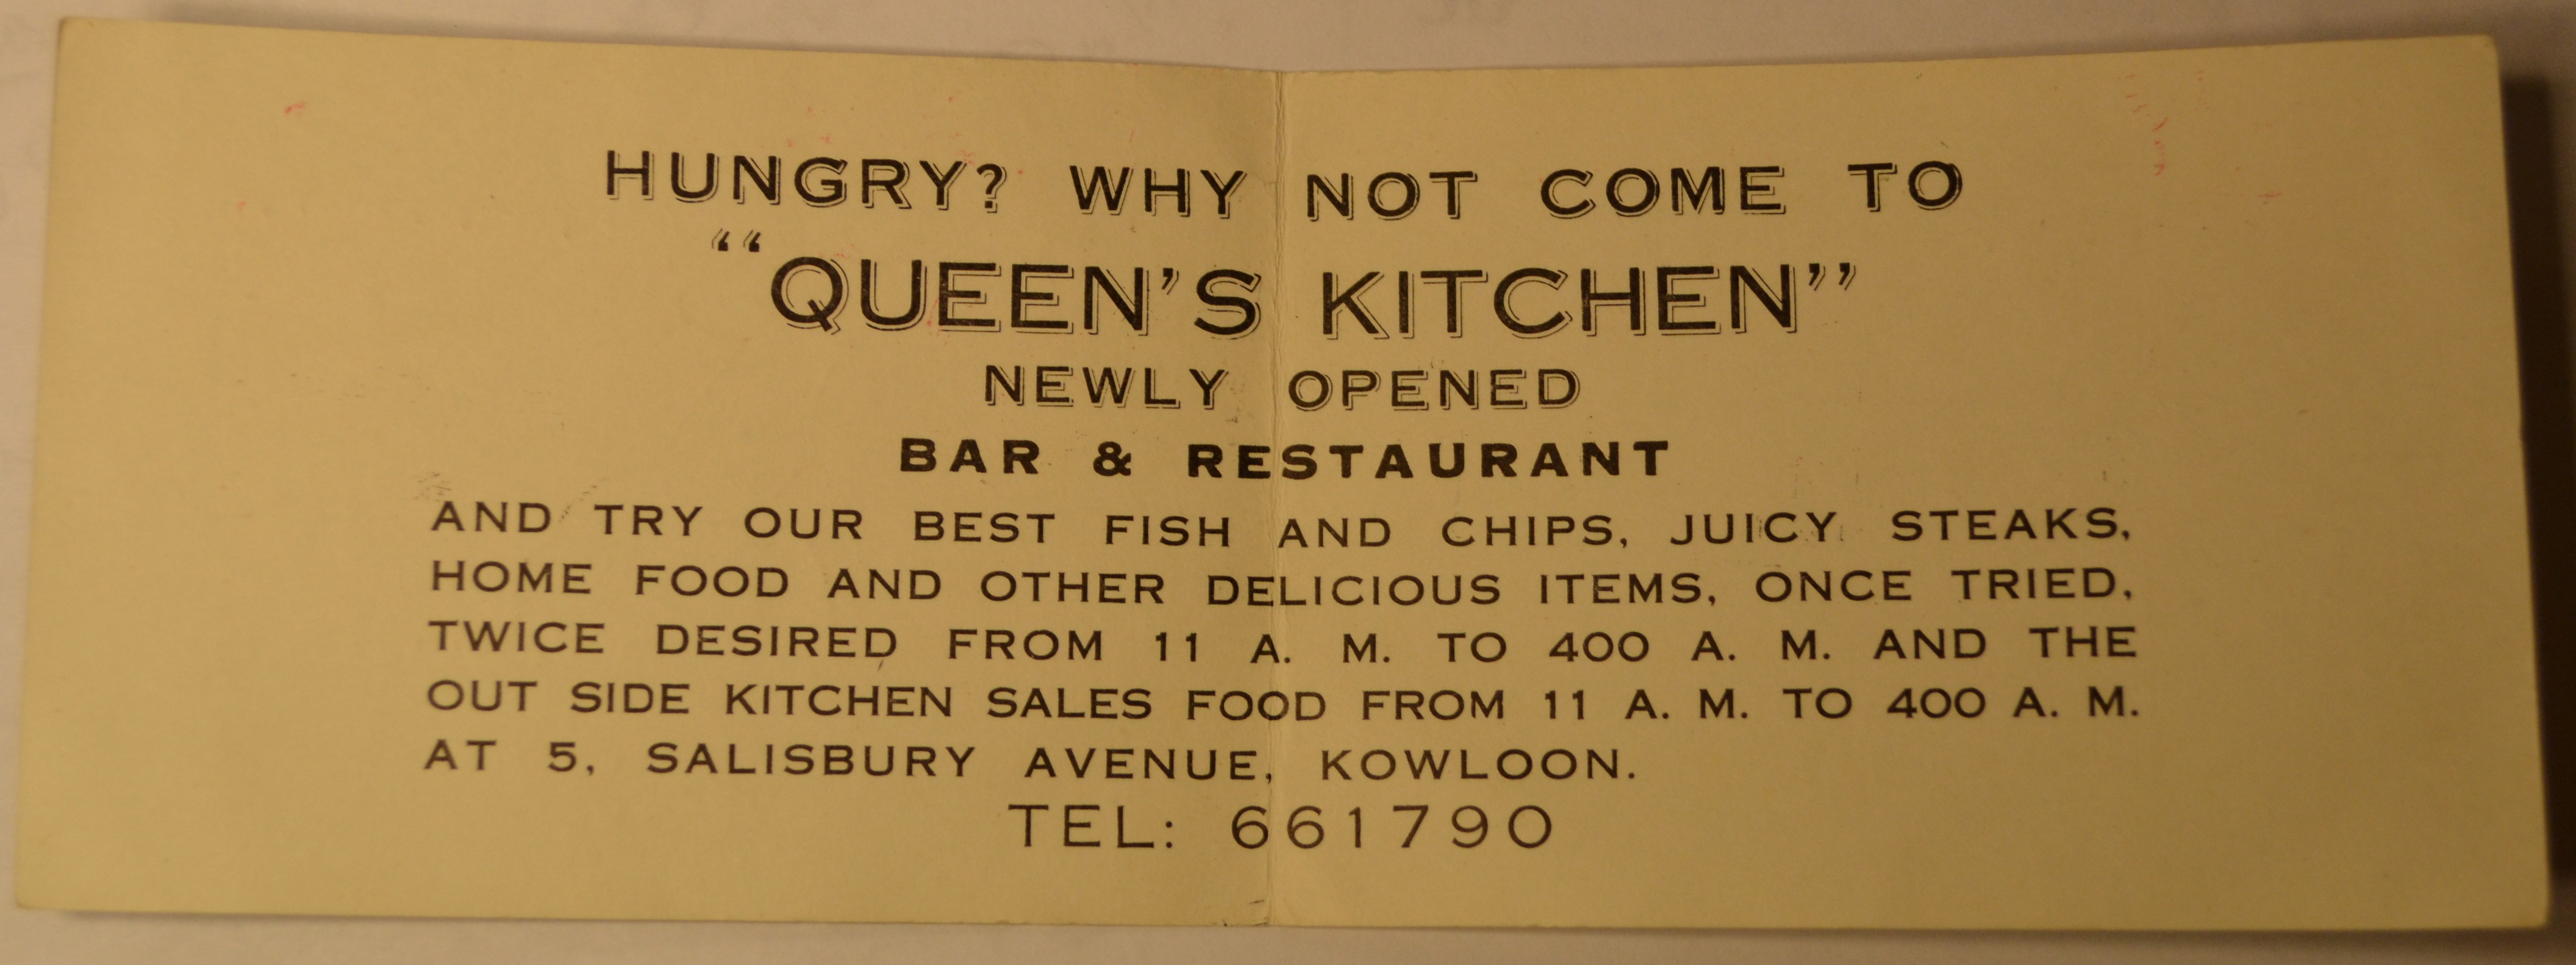 HUNGRY? WHY NOT COME TO
“QUEEN’S KITCHEN”
NEWLY OPENED
BAR & RESTAURANT
AND TRY OUR BEST FISH AND CHIPS, JUICY STEAKS,
HOME FOOD AND OTHER DELICIOUS ITEMS, ONCE TRIED,
TWICE DESIRED FROM 11 A. M. TO 400 A. M. AND THE
OUT SIDE KITCHEN SALES FOOD FROM 11 A. M. TO 400 A. M.
AT 5, SALISBURY AVENUE, KOWLOON.
TEL: 661790